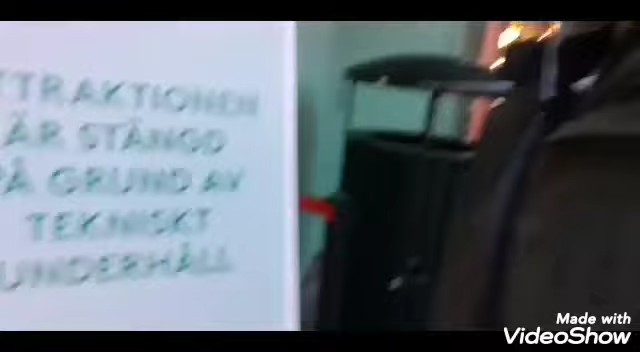 TTRAKTIONEN
ÄR STÄNGD
PÅ GRUND AV
TEKNISKT
UNDERHÅLL
Made with
VideoShow